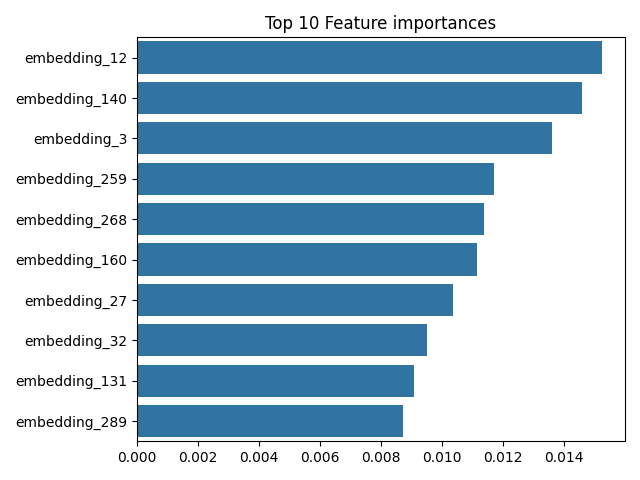 Top 10 Feature importances
embedding_12
embedding_140
embedding_3
embedding_259
embedding_268
embedding_160
embedding_27
embedding_32
embedding_131
embedding_289
0.000 0.002 0.004 0.006 0.008 0.010 0.012 0.014